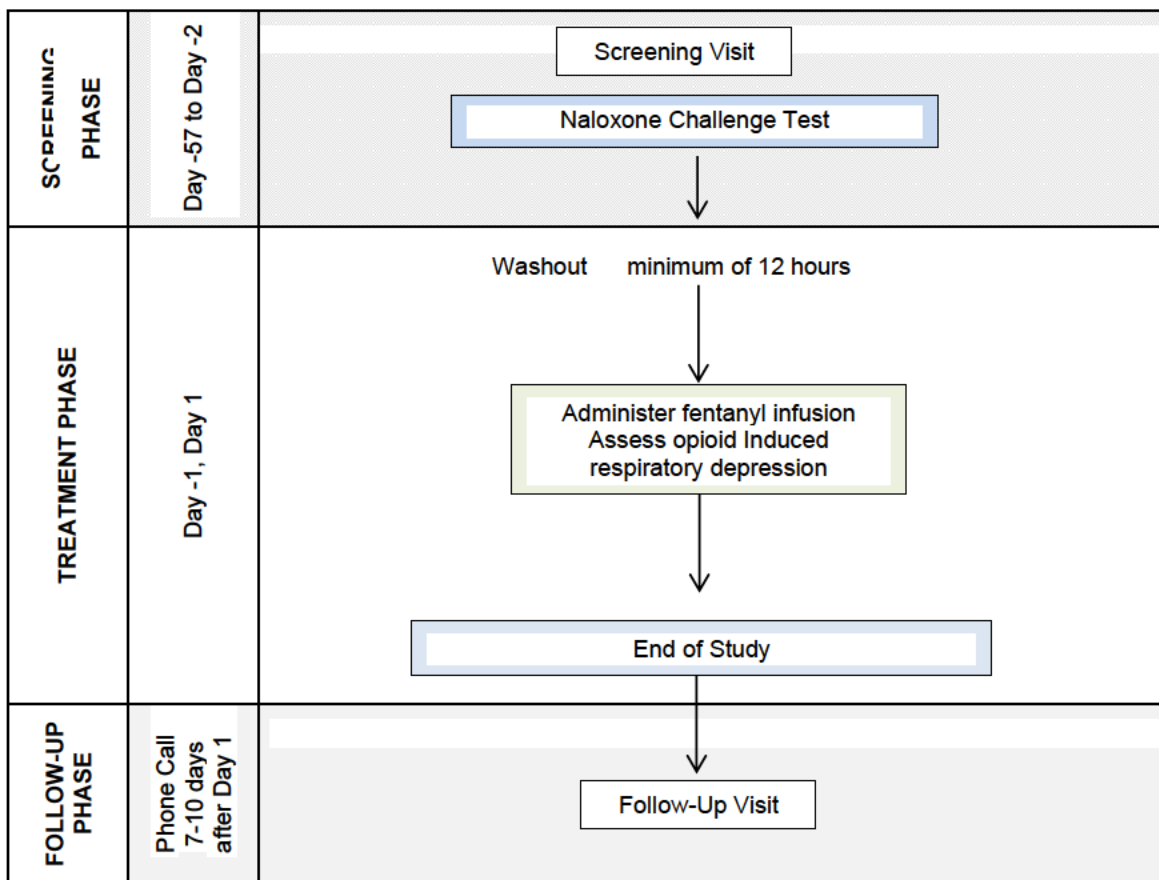 SCREENING
PHASE
Day -57 to Day -2
Screening Visit
Naloxone Challenge Test
TREATMENT PHASE
Day -1, Day 1
Washout minimum of 12 hours
Administer fentanyl infusion
Assess opioid Induced
respiratory depression
End of Study
FOLLOW-UP
PHASE
Phone Call
7-10 days
after Day 1
Follow-Up Visit